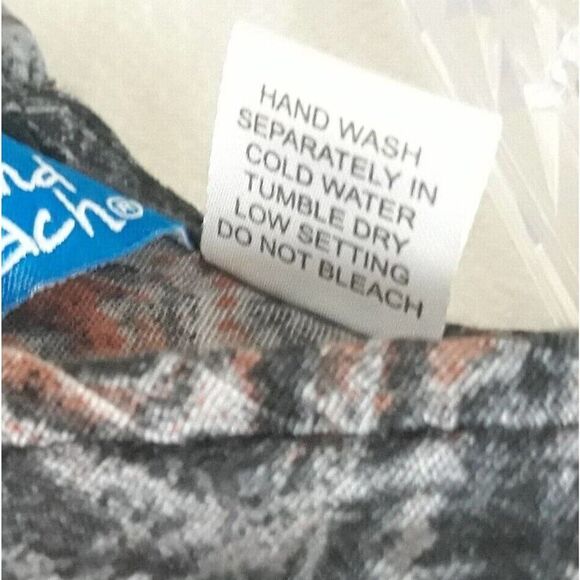 HAND WASH
SEPARATELY IN
COLD WATER
TUMBLE DRY
LOW SETTING
DO NOT BLEACH